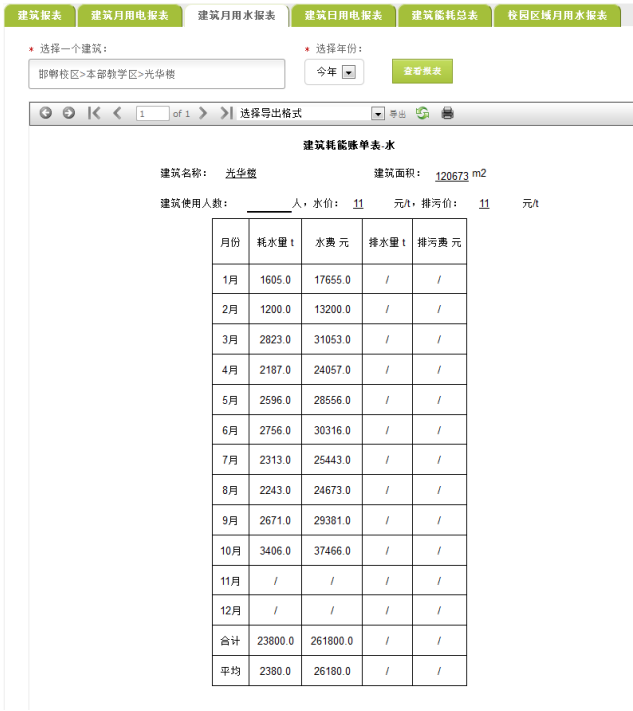 建筑报表 建筑月用电报表 建筑月用水报表 建筑日用电报表 建筑能耗总表 校园区域月用水报表
* 选择一个建筑: * 选择年份:
邯郸校区>本部教学区>光华楼 今年 查看报表
1 of 1 选择导出格式 导出
建筑耗能账单表-水
建筑名称: 光华楼 建筑面积: 120673 m2
建筑使用人数: 人，水价: 11 元/t，排污价: 11 元/t
月份 耗水量 t 水费 元 排水量 t 排污费 元
1月 1605.0 17655.0 / /
2月 1200.0 13200.0 / /
3月 2823.0 31053.0 / /
4月 2187.0 24057.0 / /
5月 2596.0 28556.0 / /
6月 2756.0 30316.0 / /
7月 2313.0 25443.0 / /
8月 2243.0 24673.0 / /
9月 2671.0 29381.0 / /
10月 3406.0 37466.0 / /
11月 / / / /
12月 / / / /
合计 23800.0 261800.0 / /
平均 2380.0 26180.0 / /